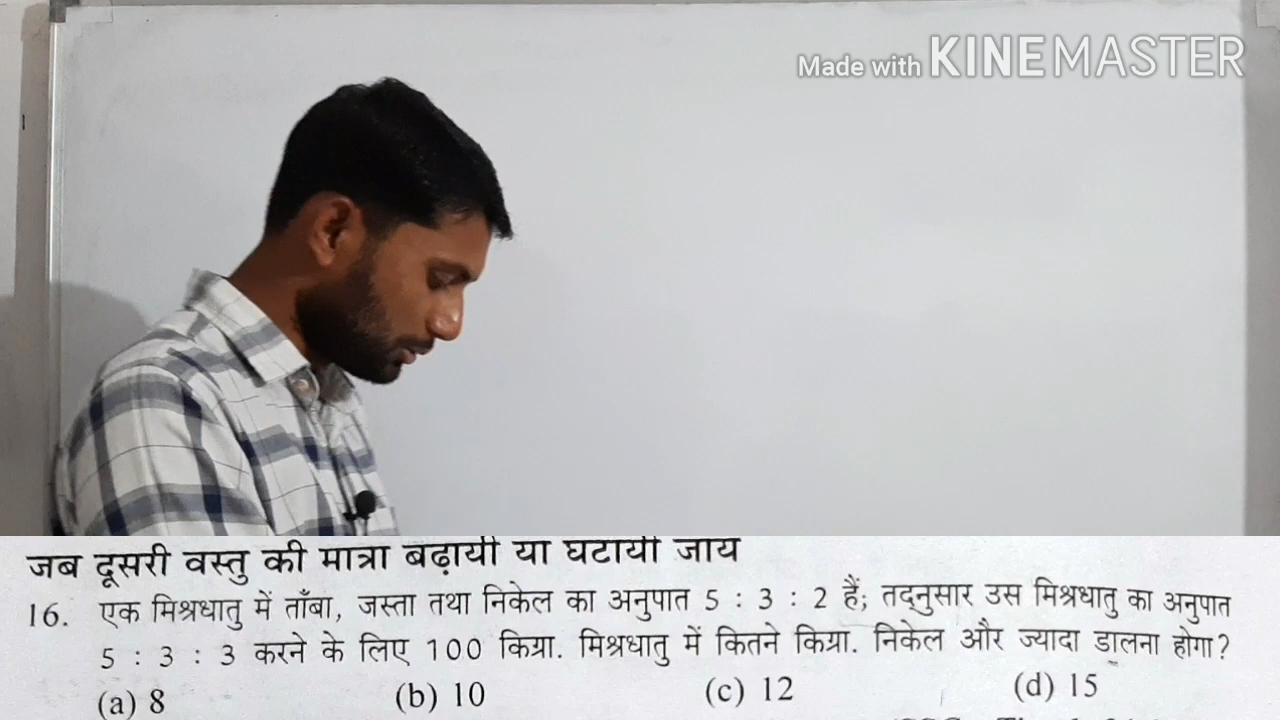 Made with KINEMASTER
जब दूसरी वस्तु की मात्रा बढ़ायी या घटायी जाय
16. एक मिश्रधातु में ताँबा, जस्ता तथा निकेल का अनुपात 5 : 3 : 2 हैं; तद्नुसार उस मिश्रधातु का अनुपात
5 : 3 : 3 करने के लिए 100 किग्रा. मिश्रधातु में कितने किग्रा. निकेल और ज्यादा डालना होगा?
(a) 8 (b) 10 (c) 12 (d) 15